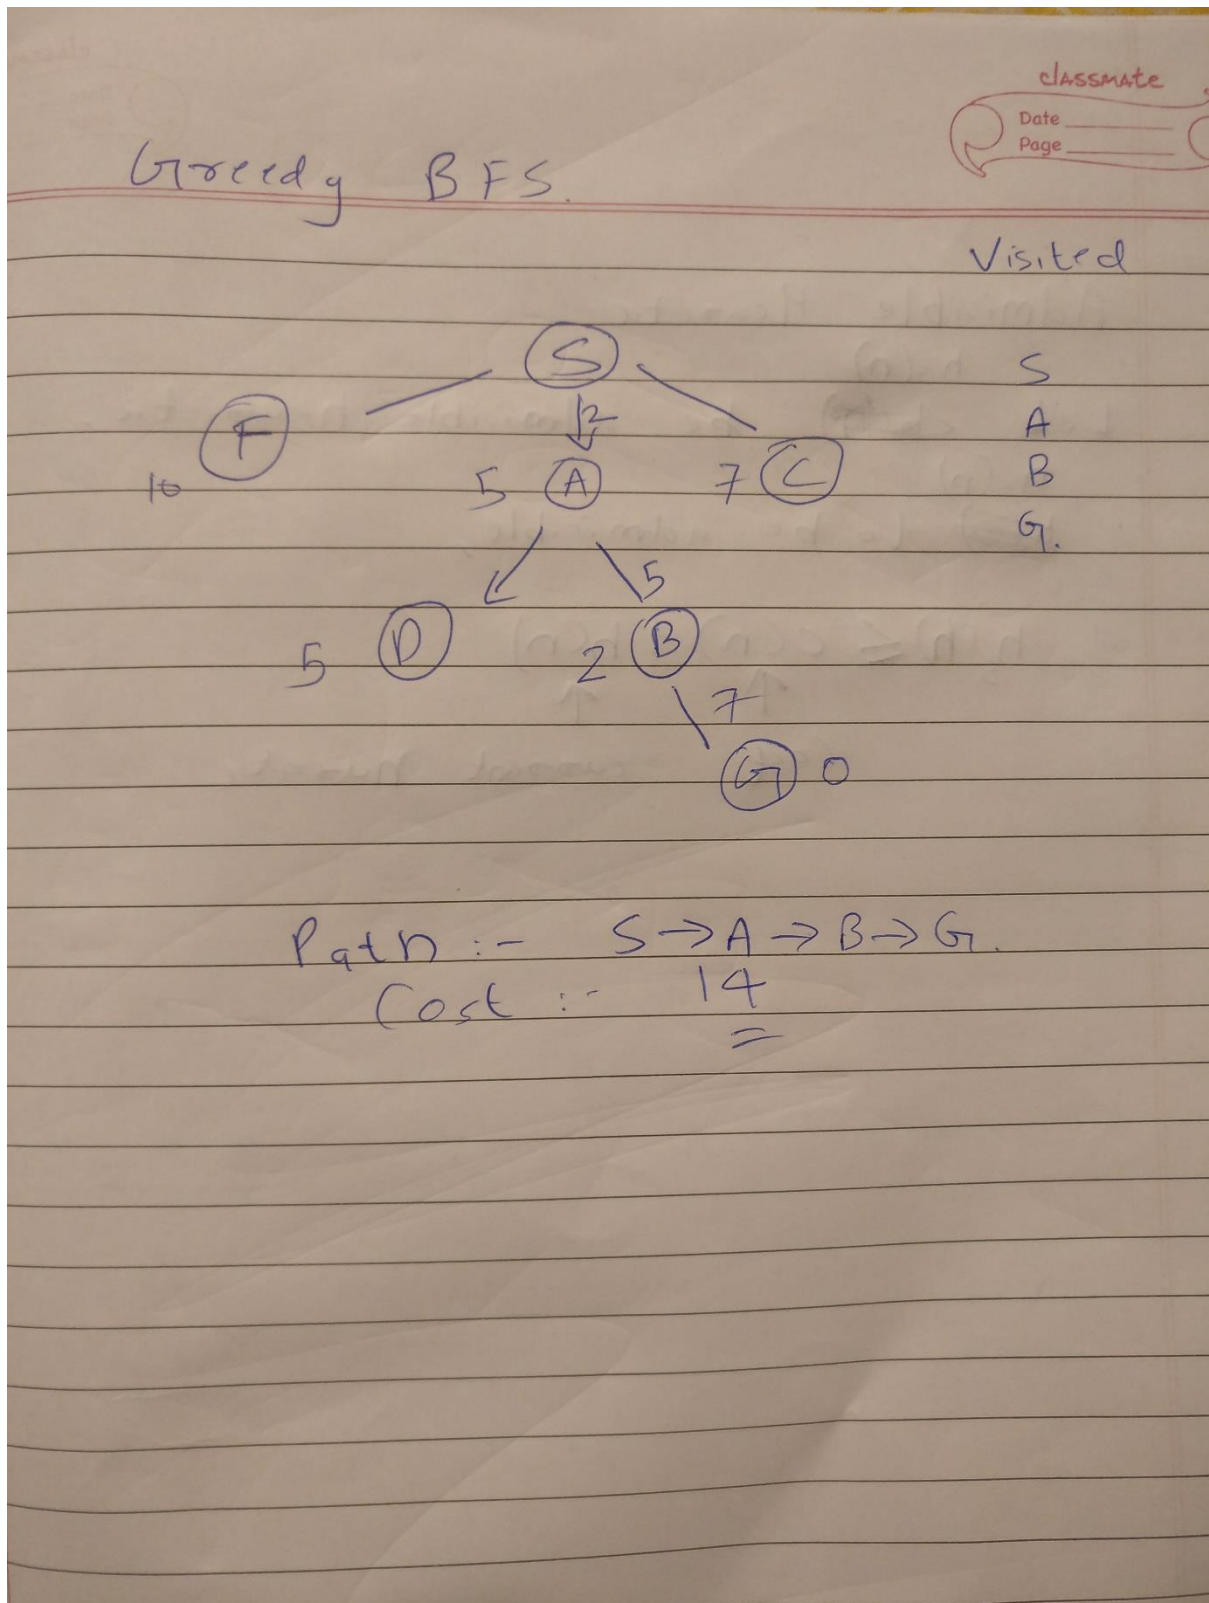 classmate
Date
Page
Greedy BFS.
Visited
S
S
2
A
F
10
5 A
7 C
B
G.
5
5 D
2 B
7
G 0
Path :- S → A → B → G.
Cost :- 14